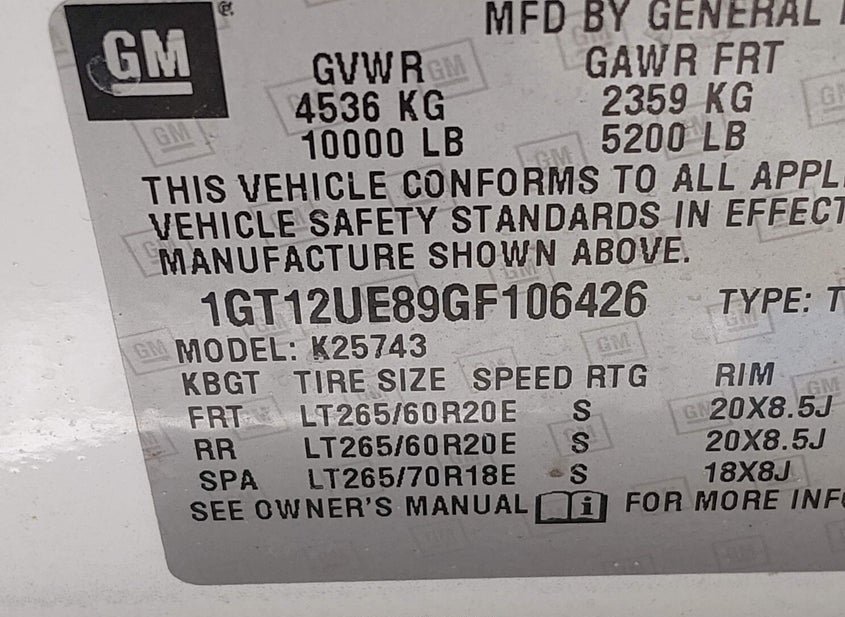 GM
MFD BY GENERAL
GVWR GAWR FRT
4536 KG 2359 KG
10000 LB 5200 LB
THIS VEHICLE CONFORMS TO ALL APPLI
VEHICLE SAFETY STANDARDS IN EFFECT
MANUFACTURE SHOWN ABOVE.
1GT12UE89GF106426 TYPE: T
MODEL: K25743
KBGT TIRE SIZE SPEED RTG RIM
FRT LT265/60R20E S 20X8.5J
RR LT265/60R20E S 20X8.5J
SPA LT265/70R18E S 18X8J
SEE OWNER'S MANUAL i FOR MORE INFO